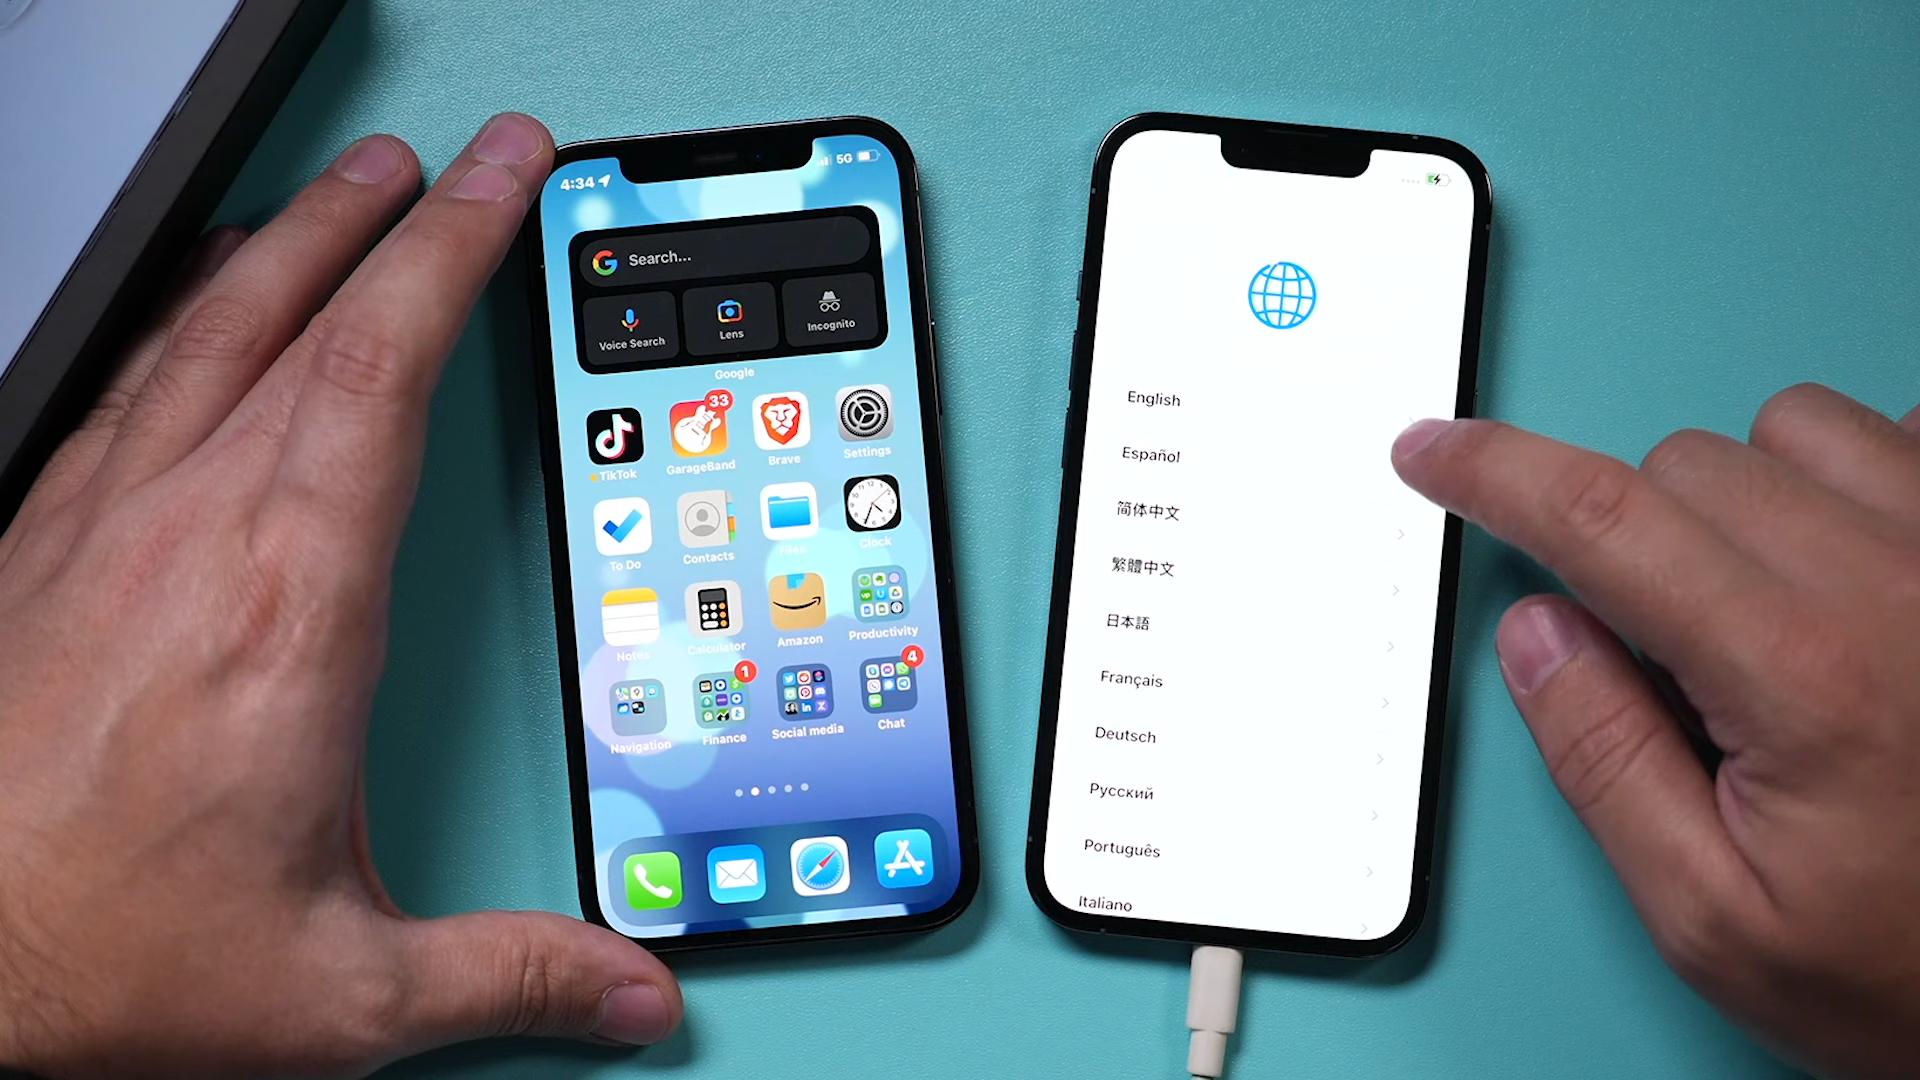 4:34
5G
Search...
Voice Search
Lens
Incognito
Google
33
TikTok
GarageBand
Brave
Settings
To Do
Contacts
Files
Clock
Notes
Calculator
Amazon
Productivity
1
4
Navigation
Finance
Social media
Chat
English
Español
简体中文
繁體中文
日本語
Français
Deutsch
Русский
Português
Italiano